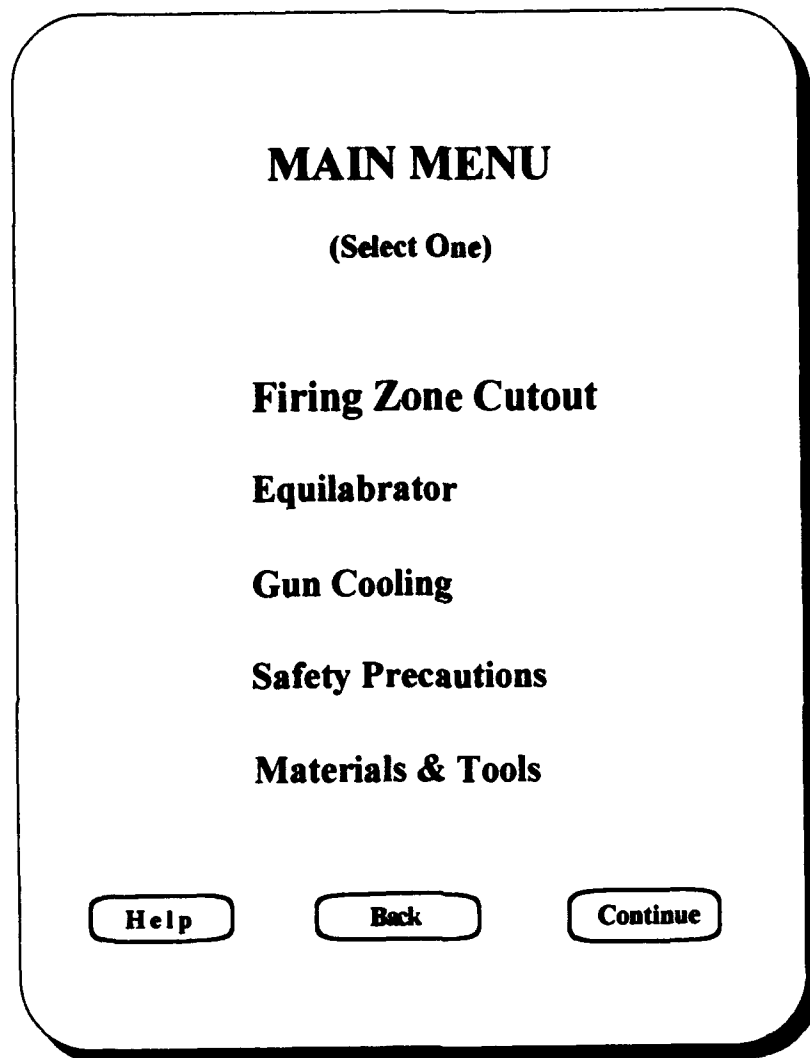 MAIN MENU
(Select One)
Firing Zone Cutout
Equilabrator
Gun Cooling
Safety Precautions
Materials & Tools
Help Back Continue